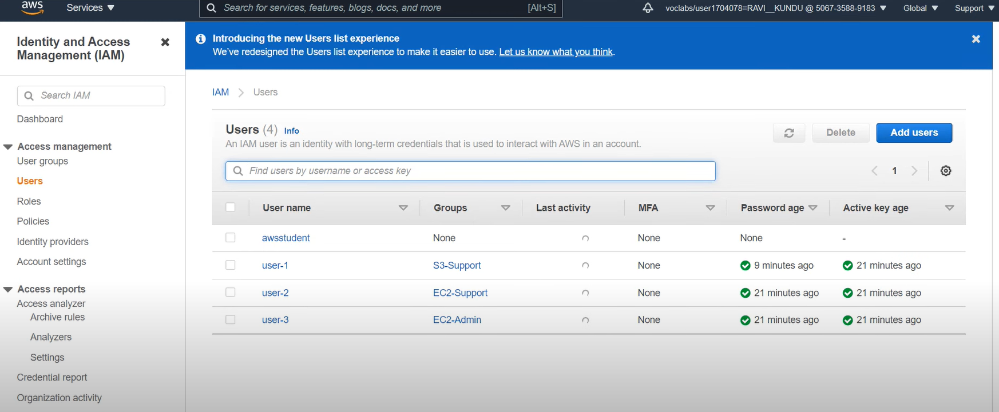 aws
Services
Search for services, features, blogs, docs, and more [Alt+S]
voclabs/user1704078=RAVI__KUNDU @ 5067-3588-9183
Global
Support
Identity and Access
Management (IAM)
Search IAM
Dashboard
Access management
User groups
Users
Roles
Policies
Identity providers
Account settings
Access reports
Access analyzer
Archive rules
Analyzers
Settings
Credential report
Organization activity
Introducing the new Users list experience
We've redesigned the Users list experience to make it easier to use. Let us know what you think.
IAM > Users
Users (4) Info
An IAM user is an identity with long-term credentials that is used to interact with AWS in an account.
Delete
Add users
Find users by username or access key
1
User name Groups Last activity MFA Password age Active key age
awsstudent None None None -
user-1 S3-Support None 9 minutes ago 21 minutes ago
user-2 EC2-Support None 21 minutes ago 21 minutes ago
user-3 EC2-Admin None 21 minutes ago 21 minutes ago